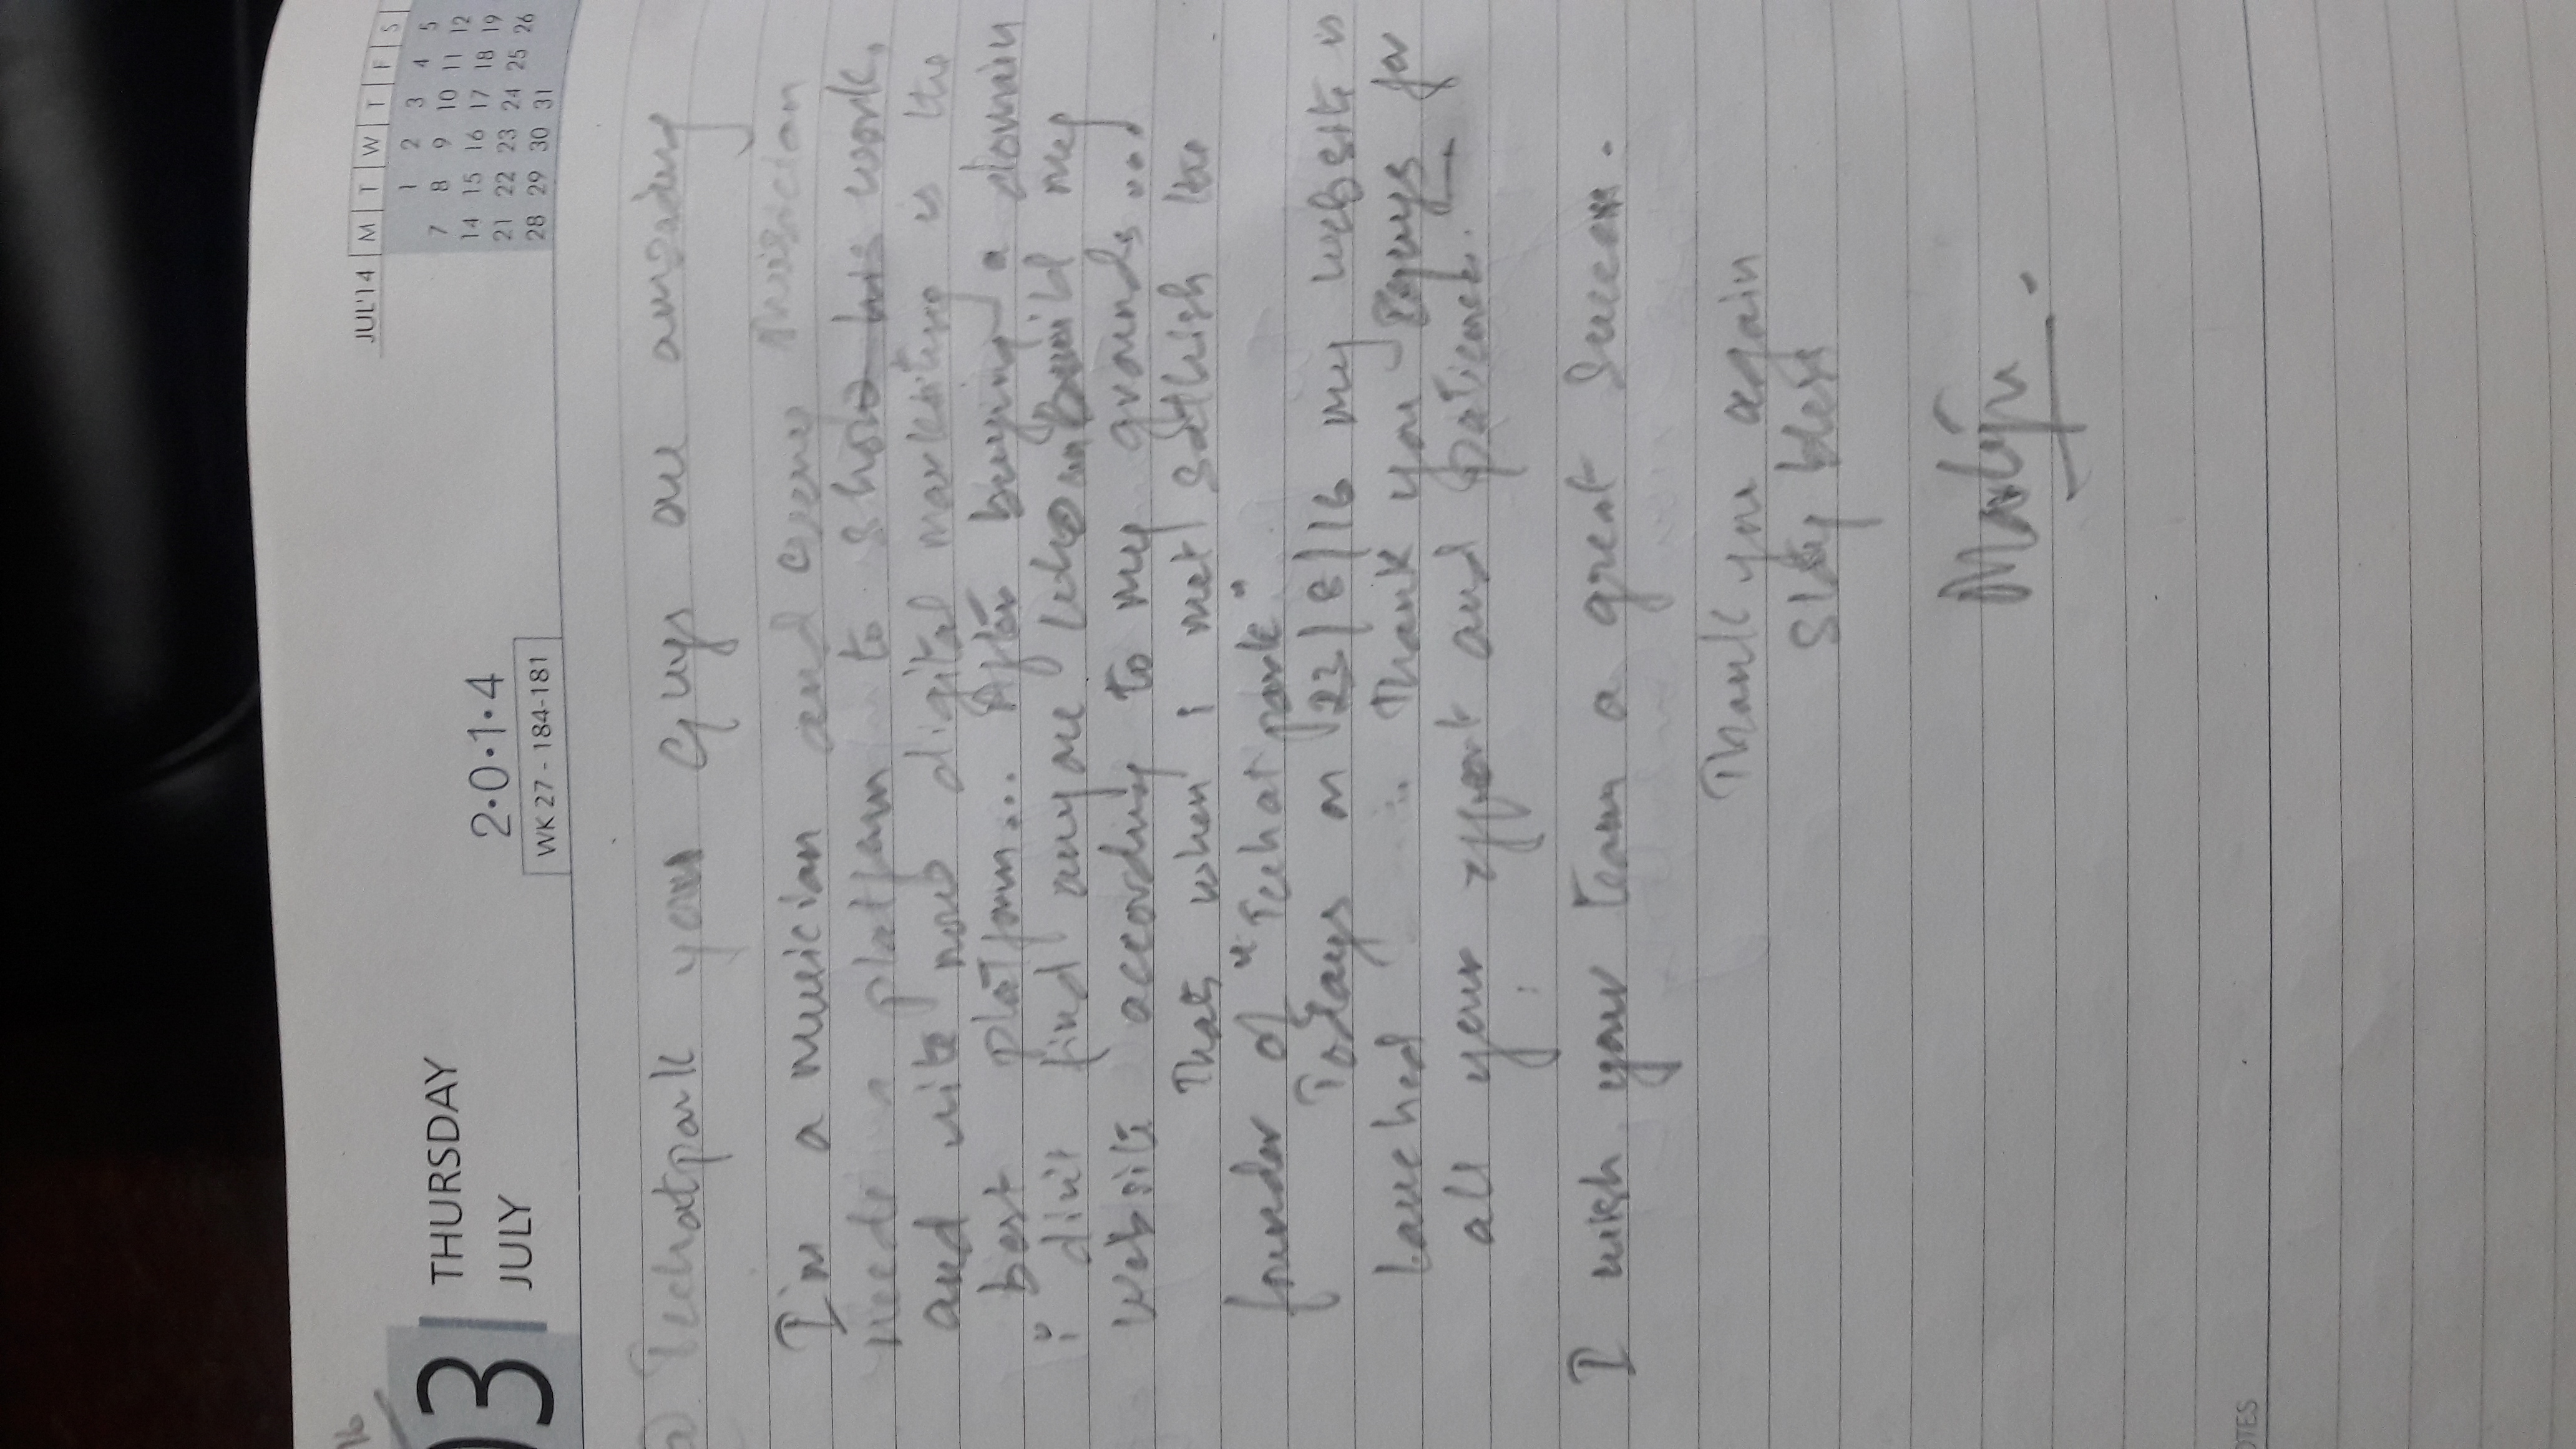 16
03
THURSDAY
JULY
2·0·1·4
WK 27 - 184-181
JUL'14 M T W T F S
1 2 3 4 5
7 8 9 10 11 12
14 15 16 17 18 19
21 22 23 24 25 26
28 29 30 31
@ Techatpark you guys are amazing
I'm a musician and every musician
needs a platform to show his work,
and rite now digital marketing is the
best platform... After buying a domain
i din't find anyone who can Build my
website according to my grounds...
Thats when i met Sathish the
founder of "Techat park"
Todays on 23/8/16 my website is
Lauched Thank you guys for
all your effort and patience.
I wish your team a great success.
Thank you again
Stay bless
OTES